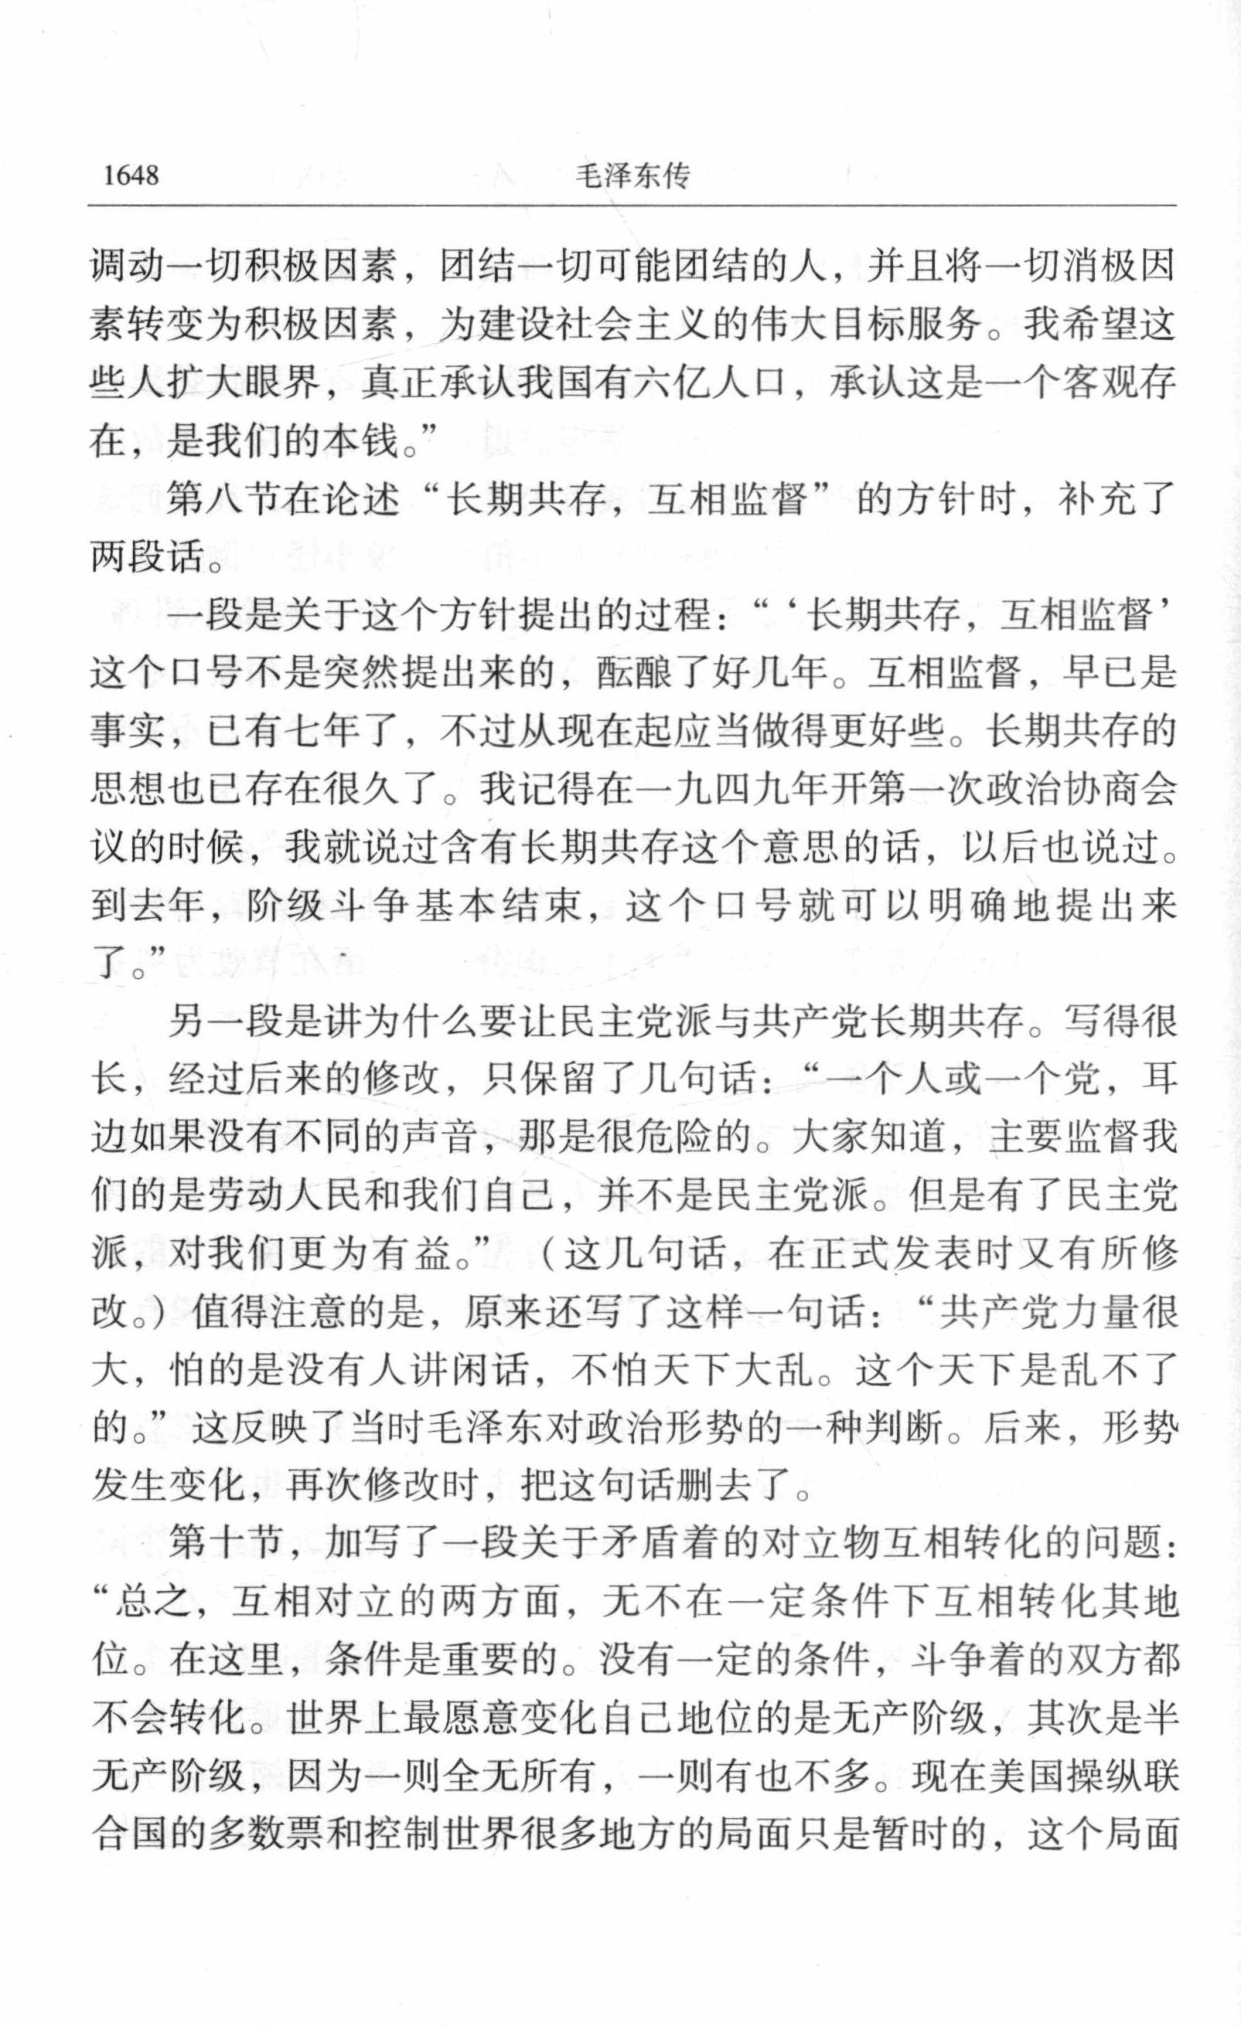 1648
毛泽东传
调动一切积极因素，团结一切可能团结的人，并且将一切消极因
素转变为积极因素，为建设社会主义的伟大目标服务。我希望这
些人扩大眼界，真正承认我国有六亿人口，承认这是一个客观存
在，是我们的本钱。”
第八节在论述“长期共存，互相监督”的方针时，补充了
两段话。
一段是关于这个方针提出的过程：“‘长期共存，互相监督’
这个口号不是突然提出来的，酝酿了好几年。互相监督，早已是
事实，已有七年了，不过从现在起应当做得更好些。长期共存的
思想也已存在很久了。我记得在一九四九年开第一次政治协商会
议的时候，我就说过含有长期共存这个意思的话，以后也说过。
到去年，阶级斗争基本结束，这个口号就可以明确地提出来
了。”
另一段是讲为什么要让民主党派与共产党长期共存。写得很
长，经过后来的修改，只保留了几句话：“一个人或一个党，耳
边如果没有不同的声音，那是很危险的。大家知道，主要监督我
们的是劳动人民和我们自己，并不是民主党派。但是有了民主党
派，对我们更为有益。”（这几句话，在正式发表时又有所修
改。）值得注意的是，原来还写了这样一句话：“共产党力量很
大，怕的是没有人讲闲话，不怕天下大乱。这个天下是乱不了
的。”这反映了当时毛泽东对政治形势的一种判断。后来，形势
发生变化，再次修改时，把这句话删去了。
第十节，加写了一段关于矛盾着的对立物互相转化的问题：
“总之，互相对立的两方面，无不在一定条件下互相转化其地
位。在这里，条件是重要的。没有一定的条件，斗争着的双方都
不会转化。世界上最愿意变化自己地位的是无产阶级，其次是半
无产阶级，因为一则全无所有，一则有也不多。现在美国操纵联
合国的多数票和控制世界很多地方的局面只是暂时的，这个局面